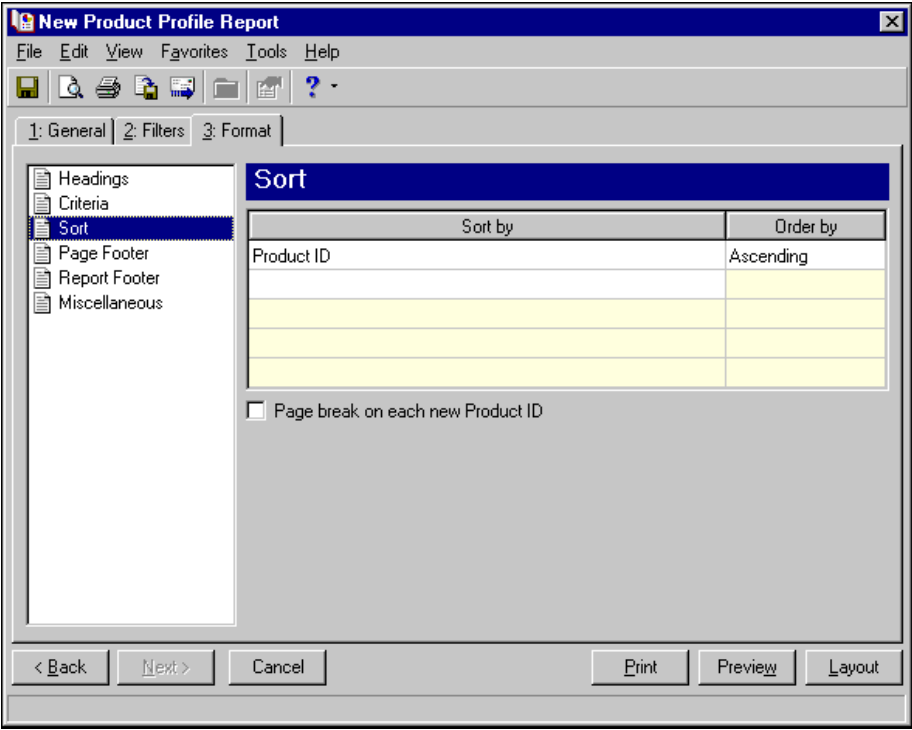 New Product Profile Report
File Edit View Favorites Tools Help
?
1: General 2: Filters 3: Format
Headings
Criteria
Sort
Page Footer
Report Footer
Miscellaneous
Sort
Sort by Order by
Product ID Ascending
Page break on each new Product ID
< Back Next > Cancel Print Preview Layout